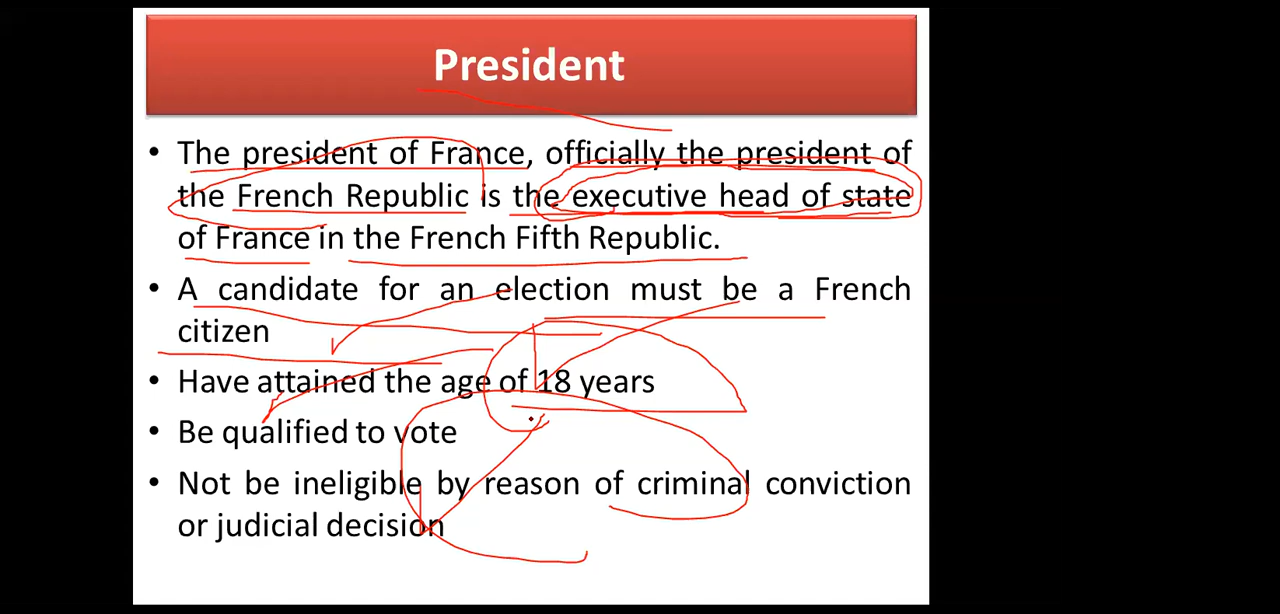 President
• The president of France, officially the president of
the French Republic is the executive head of state
of France in the French Fifth Republic.
• A candidate for an election must be a French
citizen
• Have attained the age of 18 years
• Be qualified to vote
• Not be ineligible by reason of criminal conviction
or judicial decision